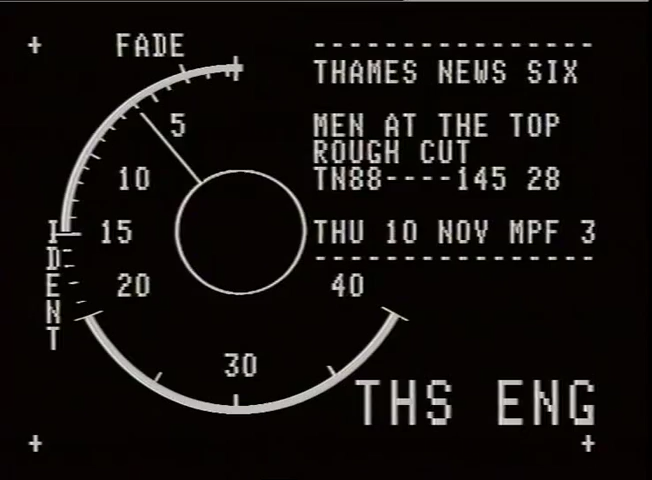 FADE
----------------
THAMES NEWS SIX
MEN AT THE TOP
ROUGH CUT
TN88----145 28
THU 10 NOV MPF 3
----------------
5
10
15
20
30
40
IDENT
THS ENG